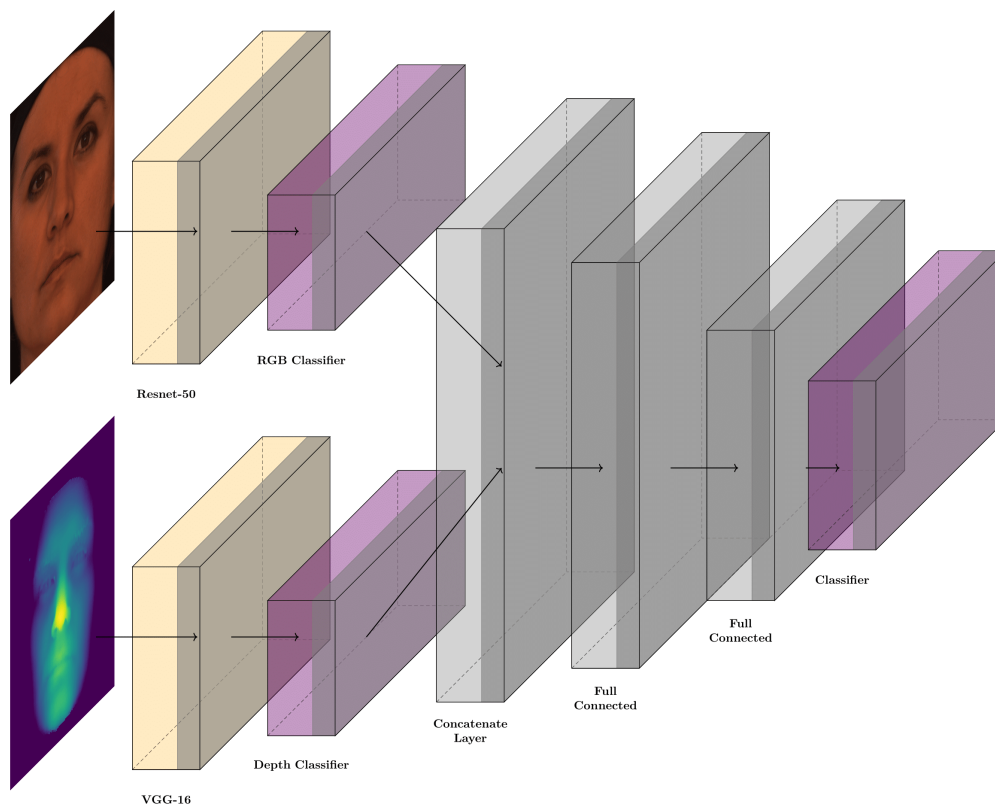 RGB Classifier
Resnet-50
Classifier
Full
Connected
Full
Connected
Concatenate
Layer
Depth Classifier
VGG-16